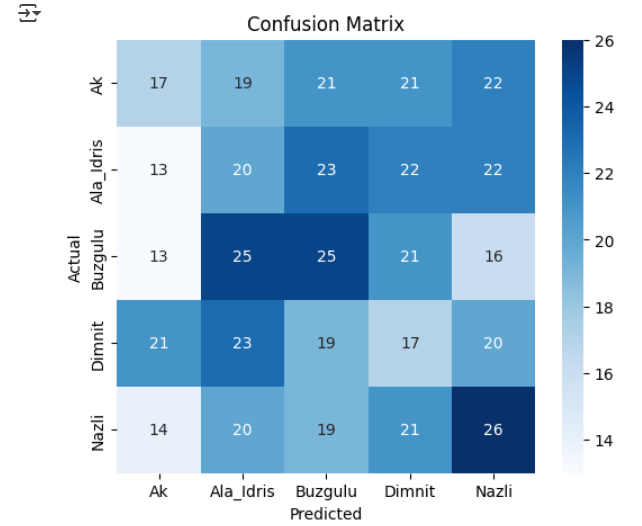 Confusion Matrix
Ak 17 19 21 21 22
Ala_Idris 13 20 23 22 22
Buzgulu 13 25 25 21 16
Dimnit 21 23 19 17 20
Nazli 14 20 19 21 26
Actual
Ak Ala_Idris Buzgulu Dimnit Nazli
Predicted
26
24
22
20
18
16
14